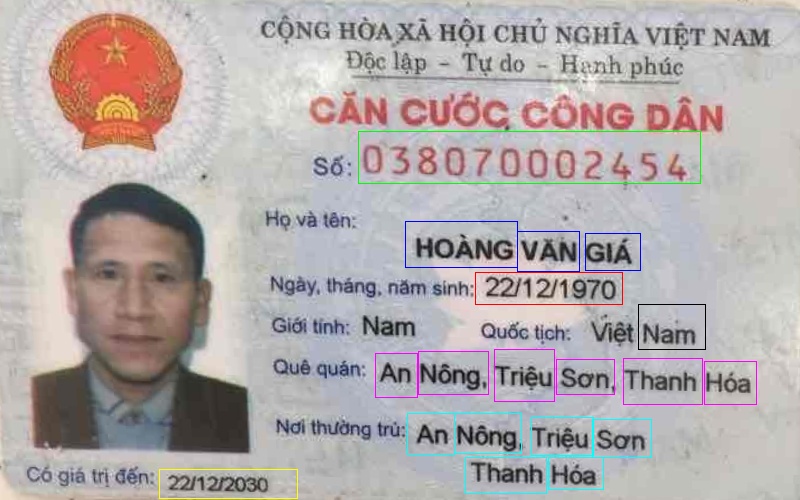 CỘNG HÒA XÃ HỘI CHỦ NGHĨA VIỆT NAM
Độc lập - Tự do - Hạnh phúc
CĂN CƯỚC CÔNG DÂN
Số: 038070002454
Họ và tên:
HOÀNG VĂN GIÁ
Ngày, tháng, năm sinh: 22/12/1970
Giới tính: Nam Quốc tịch: Việt Nam
Quê quán: An Nông, Triệu Sơn, Thanh Hóa
Nơi thường trú: An Nông, Triệu Sơn
Thanh Hóa
Có giá trị đến: 22/12/2030